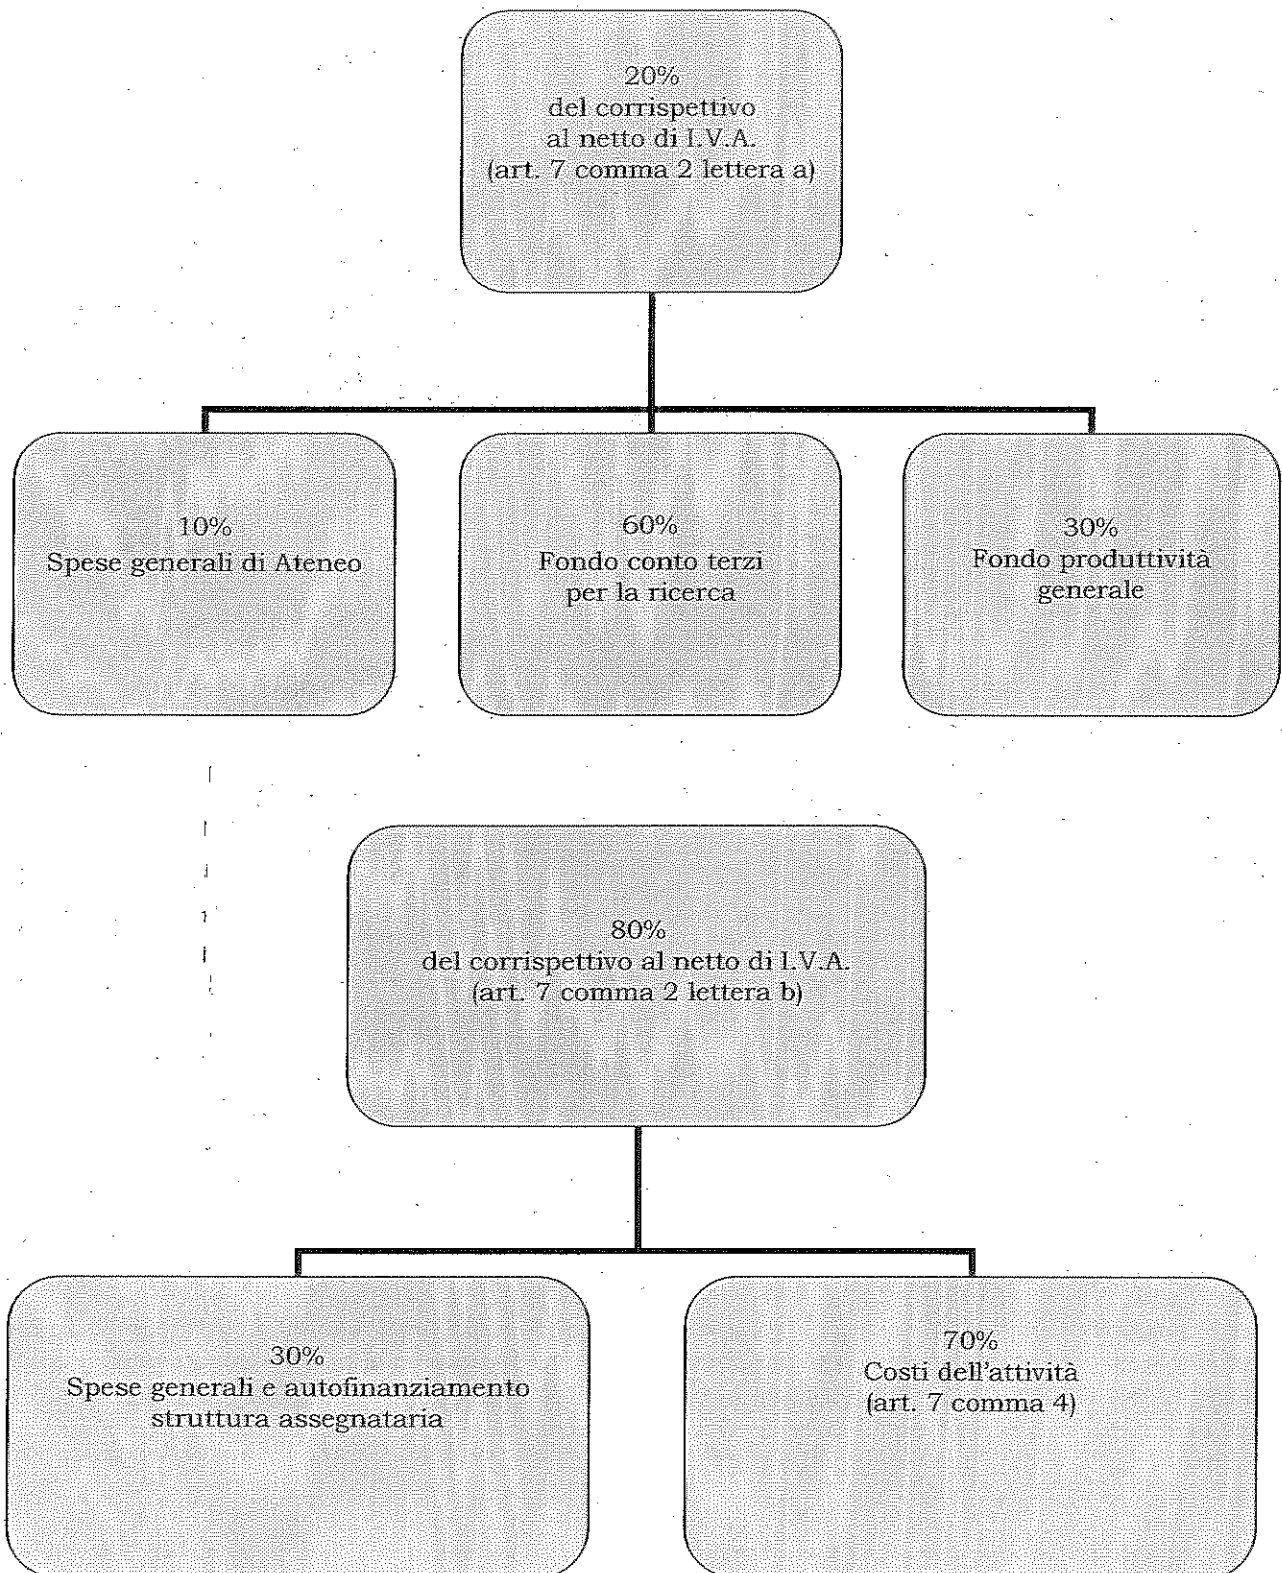 20%
del corrispettivo
al netto di I.V.A.
(art. 7 comma 2 lettera a)
10%
Spese generali di Ateneo
60%
Fondo conto terzi
per la ricerca
30%
Fondo produttività
generale
80%
del corrispettivo al netto di I.V.A.
(art. 7 comma 2 lettera b)
30%
Spese generali e autofinanziamento
struttura assegnataria
70%
Costi dell'attività
(art. 7 comma 4)